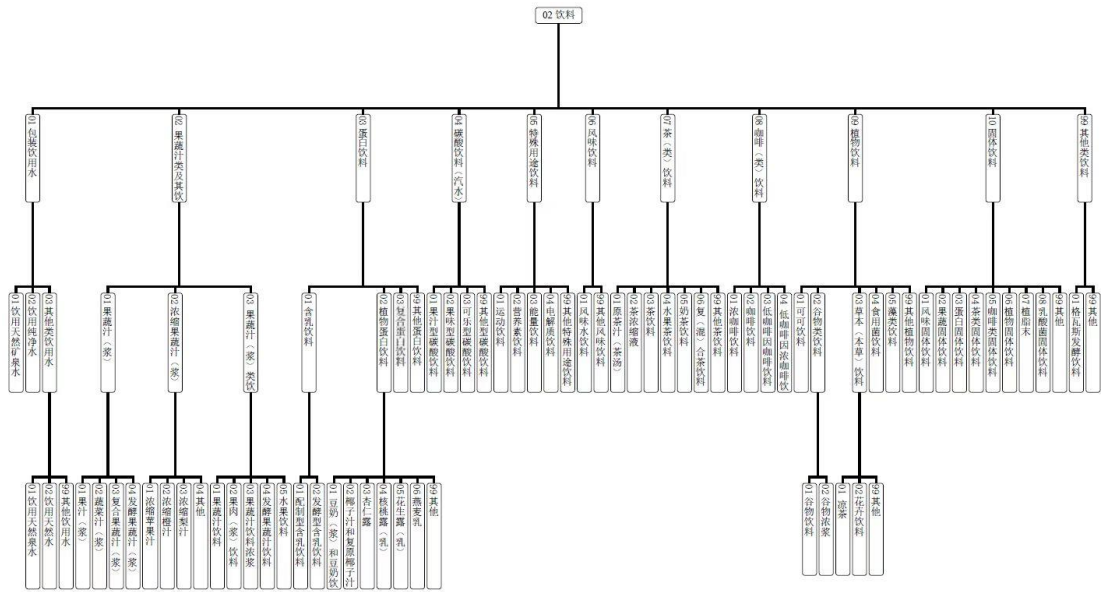 02 饮料
01 包装饮用水
02 果蔬汁类及其饮
03 蛋白饮料
04 碳酸饮料（汽水）
05 特殊用途饮料
06 风味饮料
07 茶（类）饮料
08 咖啡（类）饮料
09 植物饮料
10 固体饮料
99 其他类饮料
01 饮用天然矿泉水
02 饮用纯净水
03 其他类饮用水
01 果蔬汁（浆）
02 浓缩果蔬汁（浆）
03 果蔬汁（浆）类饮
01 含乳饮料
02 植物蛋白饮料
03 复合蛋白饮料
99 其他蛋白饮料
01 果汁型碳酸饮料
02 果味型碳酸饮料
03 可乐型碳酸饮料
99 其他型碳酸饮料
01 运动饮料
02 营养素饮料
03 能量饮料
04 电解质饮料
99 其他特殊用途饮料
01 风味水饮料
99 其他风味饮料
01 原茶汁（茶汤）
02 茶浓缩液
03 茶饮料
04 水果茶饮料
05 奶茶饮料
06 复（混）合茶饮料
99 其他茶饮料
01 浓咖啡饮料
02 咖啡饮料
03 低咖啡因咖啡饮料
04 低咖啡因浓咖啡饮
01 可可饮料
02 谷物类饮料
03 草本（本草）饮料
04 食用菌饮料
05 藻类饮料
99 其他植物饮料
01 风味固体饮料
02 果蔬固体饮料
03 蛋白固体饮料
04 茶类固体饮料
05 咖啡类固体饮料
06 植物固体饮料
07 植脂末
08 乳酸菌固体饮料
99 其他
01 格瓦斯发酵饮料
99 其他
01 饮用天然泉水
02 饮用天然水
99 其他饮用水
01 果汁（浆）
02 蔬菜汁（浆）
03 复合果蔬汁（浆）
04 发酵果蔬汁（浆）
01 浓缩苹果汁
02 浓缩橙汁
03 浓缩梨汁
04 其他
01 果蔬汁饮料
02 果肉（浆）饮料
03 果蔬汁饮料浓浆
04 发酵果蔬汁饮料
05 水果饮料
01 配制型含乳饮料
02 发酵型含乳饮料
01 豆奶（浆）和豆奶饮
02 椰子汁和复原椰子汁
03 杏仁露
04 核桃露（乳）
05 花生露（乳）
06 燕麦乳
99 其他
01 谷物饮料
02 谷物浓浆
01 凉茶
02 花卉饮料
99 其他